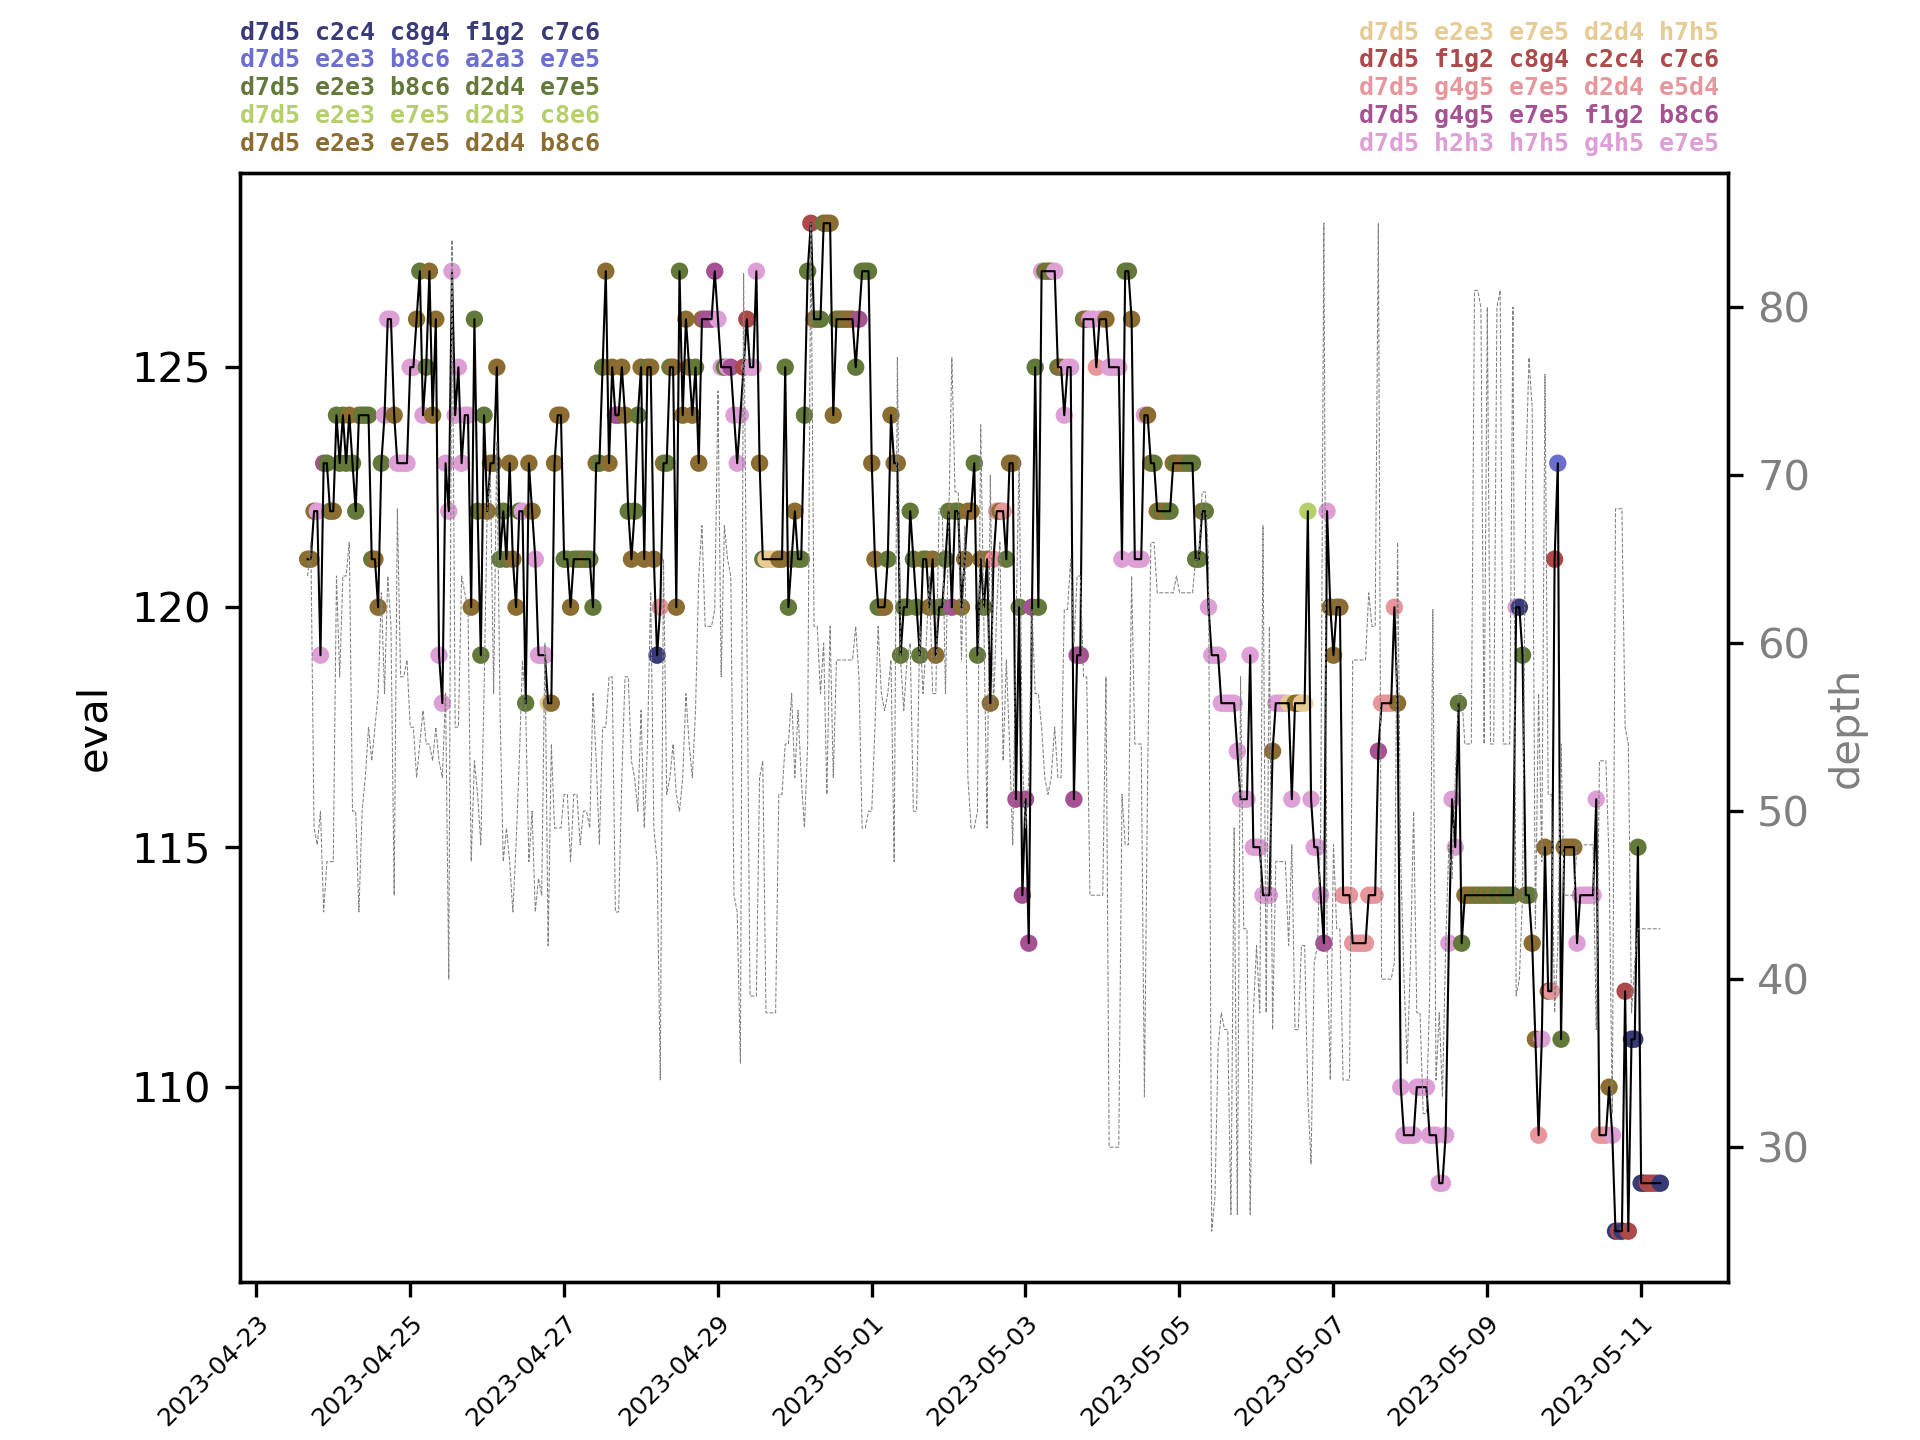 d7d5 c2c4 c8g4 f1g2 c7c6
d7d5 e2e3 b8c6 a2a3 e7e5
d7d5 e2e3 b8c6 d2d4 e7e5
d7d5 e2e3 e7e5 d2d3 c8e6
d7d5 e2e3 e7e5 d2d4 b8c6
d7d5 e2e3 e7e5 d2d4 h7h5
d7d5 f1g2 c8g4 c2c4 c7c6
d7d5 g4g5 e7e5 d2d4 e5d4
d7d5 g4g5 e7e5 f1g2 b8c6
d7d5 h2h3 h7h5 g4h5 e7e5
eval
125
120
115
110
80
70
60
50
40
30
depth
2023-04-23
2023-04-25
2023-04-27
2023-04-29
2023-05-01
2023-05-03
2023-05-05
2023-05-07
2023-05-09
2023-05-11